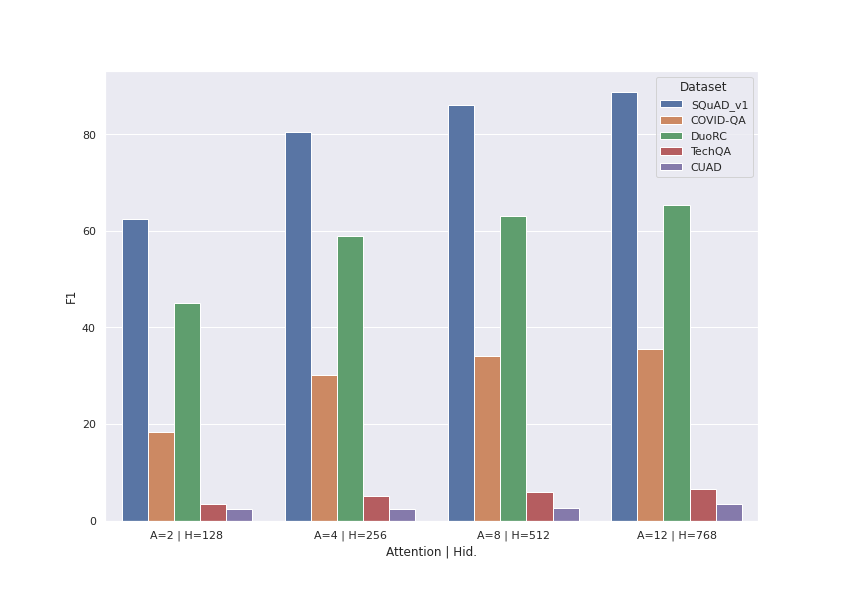 Dataset
SQuAD_v1
COVID-QA
DuoRC
TechQA
CUAD
F1
80
60
40
20
0
A=2 | H=128
A=4 | H=256
A=8 | H=512
A=12 | H=768
Attention | Hid.